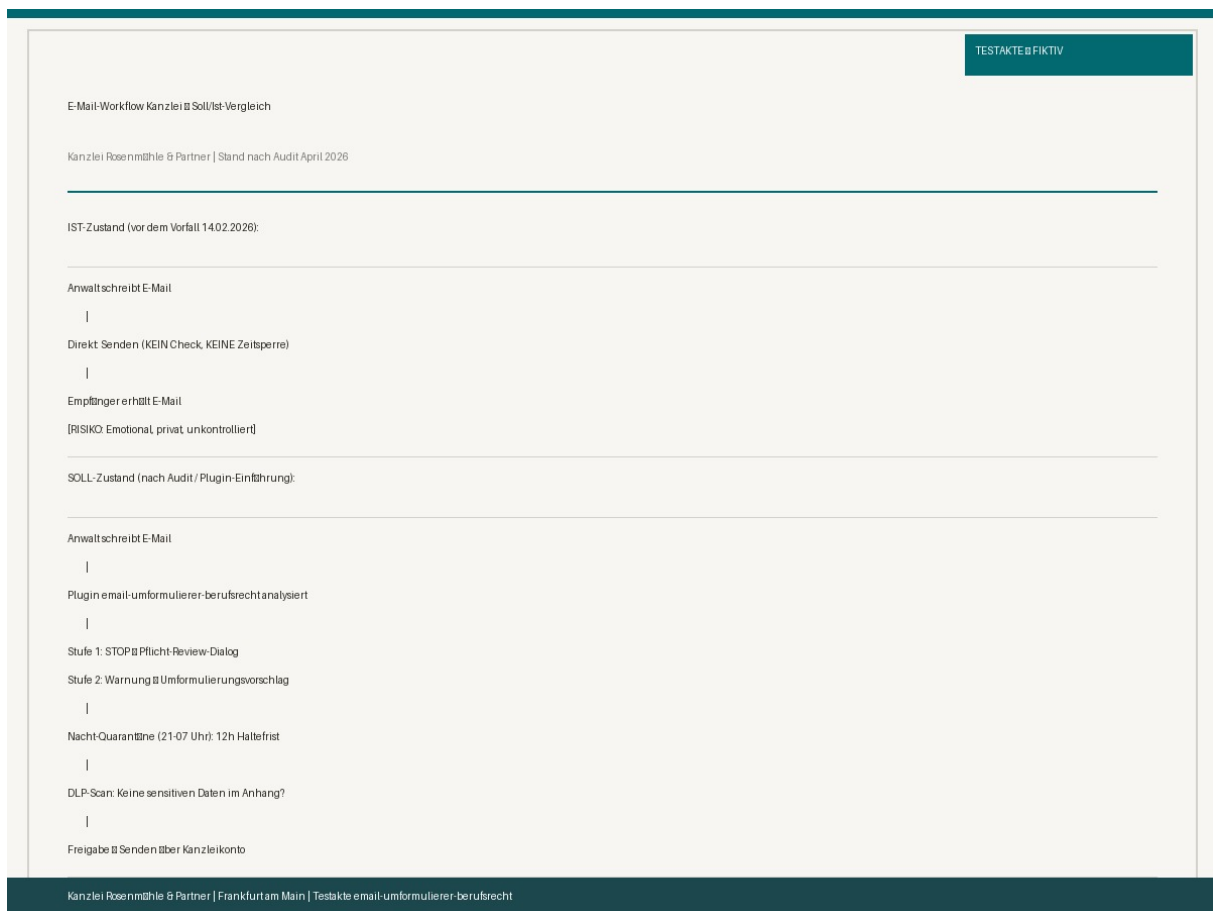 TESTAKTE ▯ FIKTIV
E-Mail-Workflow Kanzlei ▯ Soll/Ist-Vergleich
Kanzlei Rosenm▯hle & Partner | Stand nach Audit April 2026
IST-Zustand (vor dem Vorfall 14.02.2026):
Anwalt schreibt E-Mail
|
Direkt: Senden (KEIN Check, KEINE Zeitsperre)
|
Empf▯nger erh▯lt E-Mail
[RISIKO: Emotional, privat, unkontrolliert]
SOLL-Zustand (nach Audit / Plugin-Einf▯hrung):
Anwalt schreibt E-Mail
|
Plugin email-umformulierer-berufsrecht analysiert
|
Stufe 1: STOP ▯ Pflicht-Review-Dialog
Stufe 2: Warnung ▯ Umformulierungsvorschlag
|
Nacht-Quarant▯ne (21-07 Uhr): 12h Haltefrist
|
DLP-Scan: Keine sensitiven Daten im Anhang?
|
Freigabe ▯ Senden ▯ber Kanzleikonto
Kanzlei Rosenm▯hle & Partner | Frankfurt am Main | Testakte email-umformulierer-berufsrecht